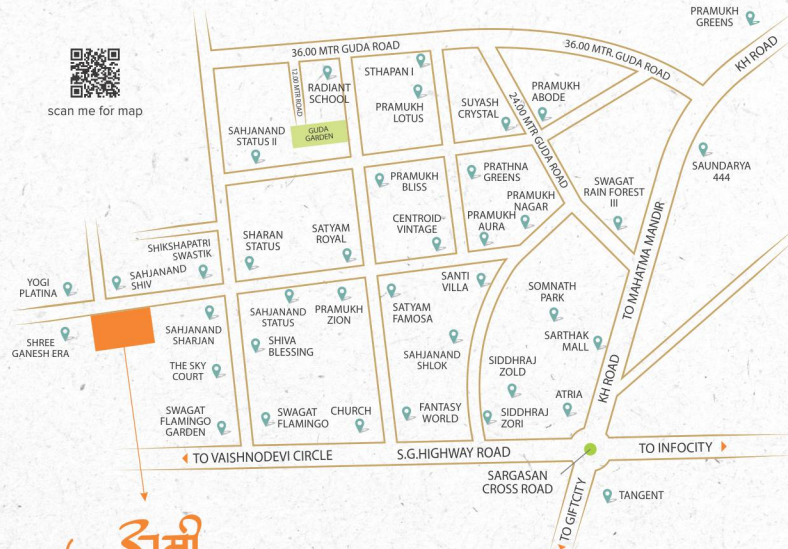 PRAMUKH
GREENS
KH ROAD
36.00 MTR GUDA ROAD
36.00 MTR. GUDA ROAD
scan me for map
12.00 MTR ROAD
RADIANT
SCHOOL
STHAPAN I
PRAMUKH
LOTUS
SUYASH
CRYSTAL
24.00 MTR GUDA ROAD
PRAMUKH
ABODE
SAHJANAND
STATUS II
GUDA
GARDEN
SAUNDARYA
444
PRAMUKH
BLISS
PRATHNA
GREENS
SWAGAT
RAIN FOREST
III
PRAMUKH
NAGAR
CENTROID
VINTAGE
PRAMUKH
AURA
SHARAN
STATUS
SATYAM
ROYAL
SHIKSHAPATRI
SWASTIK
TO MAHATMA MANDIR
YOGI
PLATINA
SAHJANAND
SHIV
SANTI
VILLA
SOMNATH
PARK
SAHJANAND
STATUS
PRAMUKH
ZION
SATYAM
FAMOSA
SHREE
GANESH ERA
SAHJANAND
SHARJAN
SHIVA
BLESSING
SAHJANAND
SHLOK
SARTHAK
MALL
THE SKY
COURT
SIDDHRAJ
ZOLD
KH ROAD
ATRIA
SWAGAT
FLAMINGO
GARDEN
SWAGAT
FLAMINGO
CHURCH
FANTASY
WORLD
SIDDHRAJ
ZORI
TO VAISHNODEVI CIRCLE
S.G.HIGHWAY ROAD
TO INFOCITY
SARGASAN
CROSS ROAD
TANGENT
TO GIFTCITY